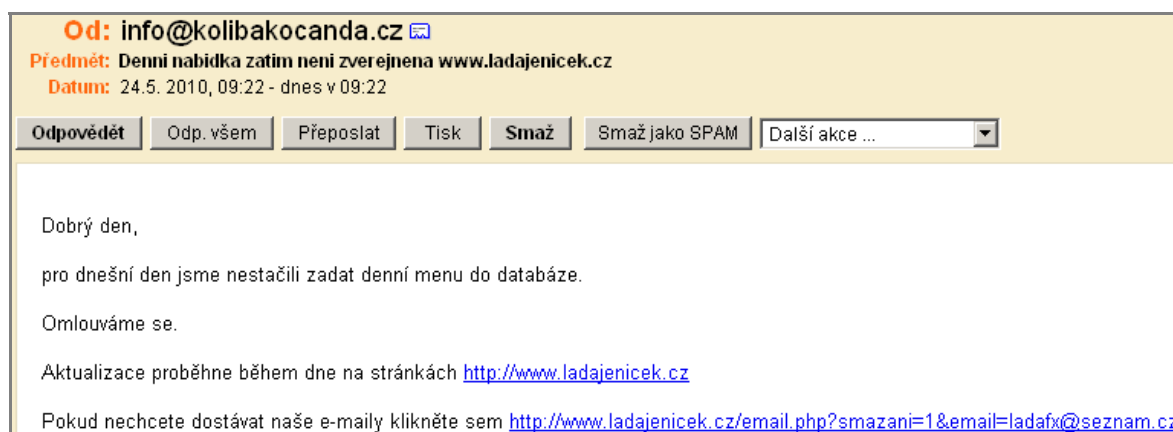 Od: info@kolibakocanda.cz
Předmět: Denni nabidka zatim neni zverejnena www.ladajenicek.cz
Datum: 24.5. 2010, 09:22 - dnes v 09:22
Odpovědět Odp. všem Přeposlat Tisk Smaž Smaž jako SPAM Další akce ...
Dobrý den,
pro dnešní den jsme nestačili zadat denní menu do databáze.
Omlouváme se.
Aktualizace proběhne během dne na stránkách http://www.ladajenicek.cz
Pokud nechcete dostávat naše e-maily klikněte sem http://www.ladajenicek.cz/email.php?smazani=1&email=ladafx@seznam.cz